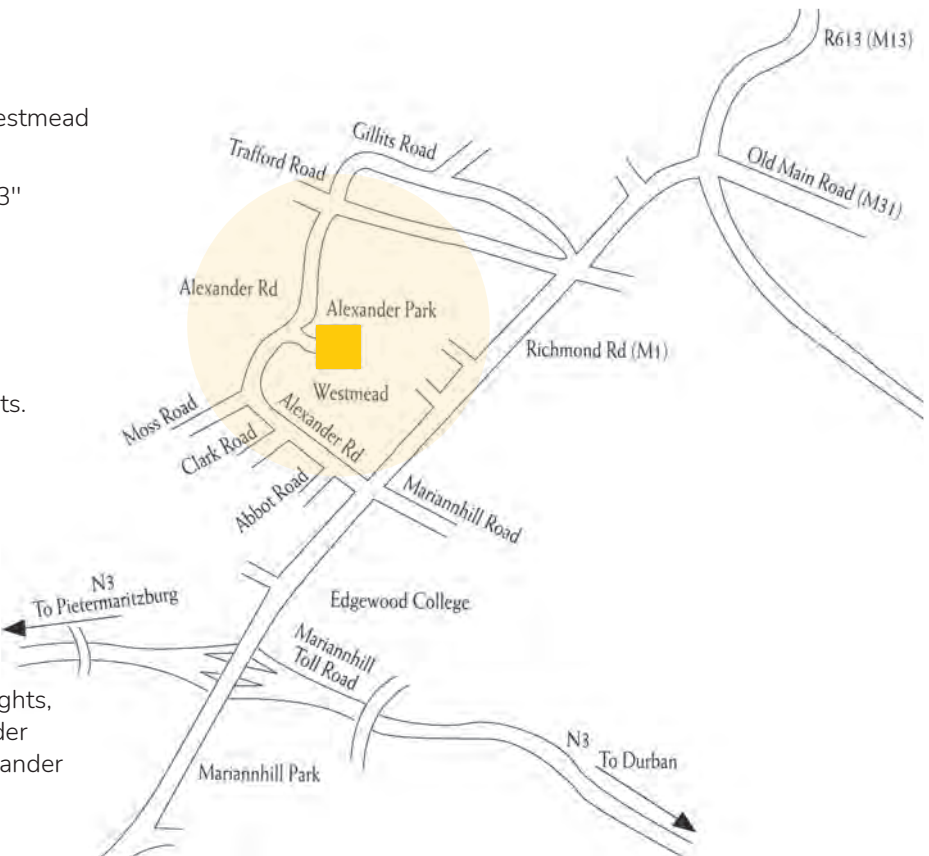 estmead
3"
ts.
ghts,
der
ander
R613 (M13)
Gillits Road
Trafford Road
Old Main Road (M31)
Alexander Rd
Alexander Park
Richmond Rd (M1)
Westmead
Moss Road
Alexander Rd
Clark Road
Abbot Road
Mariannhill Road
N3
To Pietermaritzburg
Edgewood College
Mariannhill
Toll Road
N3
To Durban
Mariannhill Park